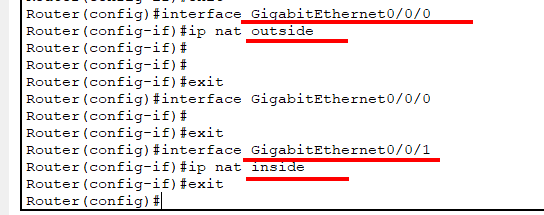 Router(config)#interface GigabitEthernet0/0/0
Router(config-if)#ip nat outside
Router(config-if)#
Router(config-if)#
Router(config-if)#exit
Router(config)#interface GigabitEthernet0/0/0
Router(config-if)#
Router(config-if)#exit
Router(config)#interface GigabitEthernet0/0/1
Router(config-if)#ip nat inside
Router(config-if)#exit
Router(config)#